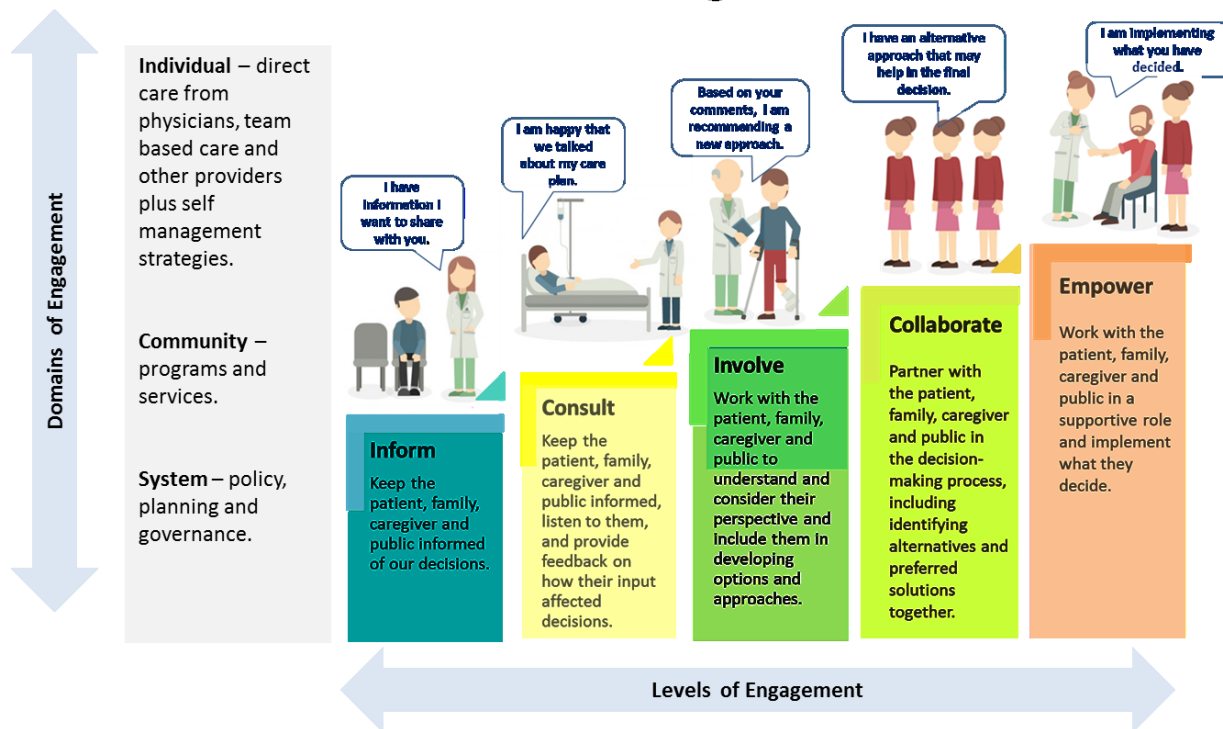 Domains of Engagement
Individual – direct
care from
physicians, team
based care and
other providers
plus self
management
strategies.
Community –
programs and
services.
System – policy,
planning and
governance.
I have
information I
want to share
with you.
Inform
Keep the
patient, family,
caregiver and
public informed
of our decisions.
I am happy that
we talked
about my care
plan.
Consult
Keep the
patient, family,
caregiver and
public informed,
listen to them,
and provide
feedback on
how their input
affected
decisions.
Based on your
comments, I am
recommending a
new approach.
Involve
Work with the
patient, family,
caregiver and
public to
understand and
consider their
perspective and
include them in
developing
options and
approaches.
I have an alternative
approach that may
help in the final
decision.
Collaborate
Partner with
the patient,
family, caregiver
and public in
the decision-
making process,
including
identifying
alternatives and
preferred
solutions
together.
I am implementing
what you have
decided.
Empower
Work with the
patient, family,
caregiver and
public in a
supportive role
and implement
what they
decide.
Levels of Engagement